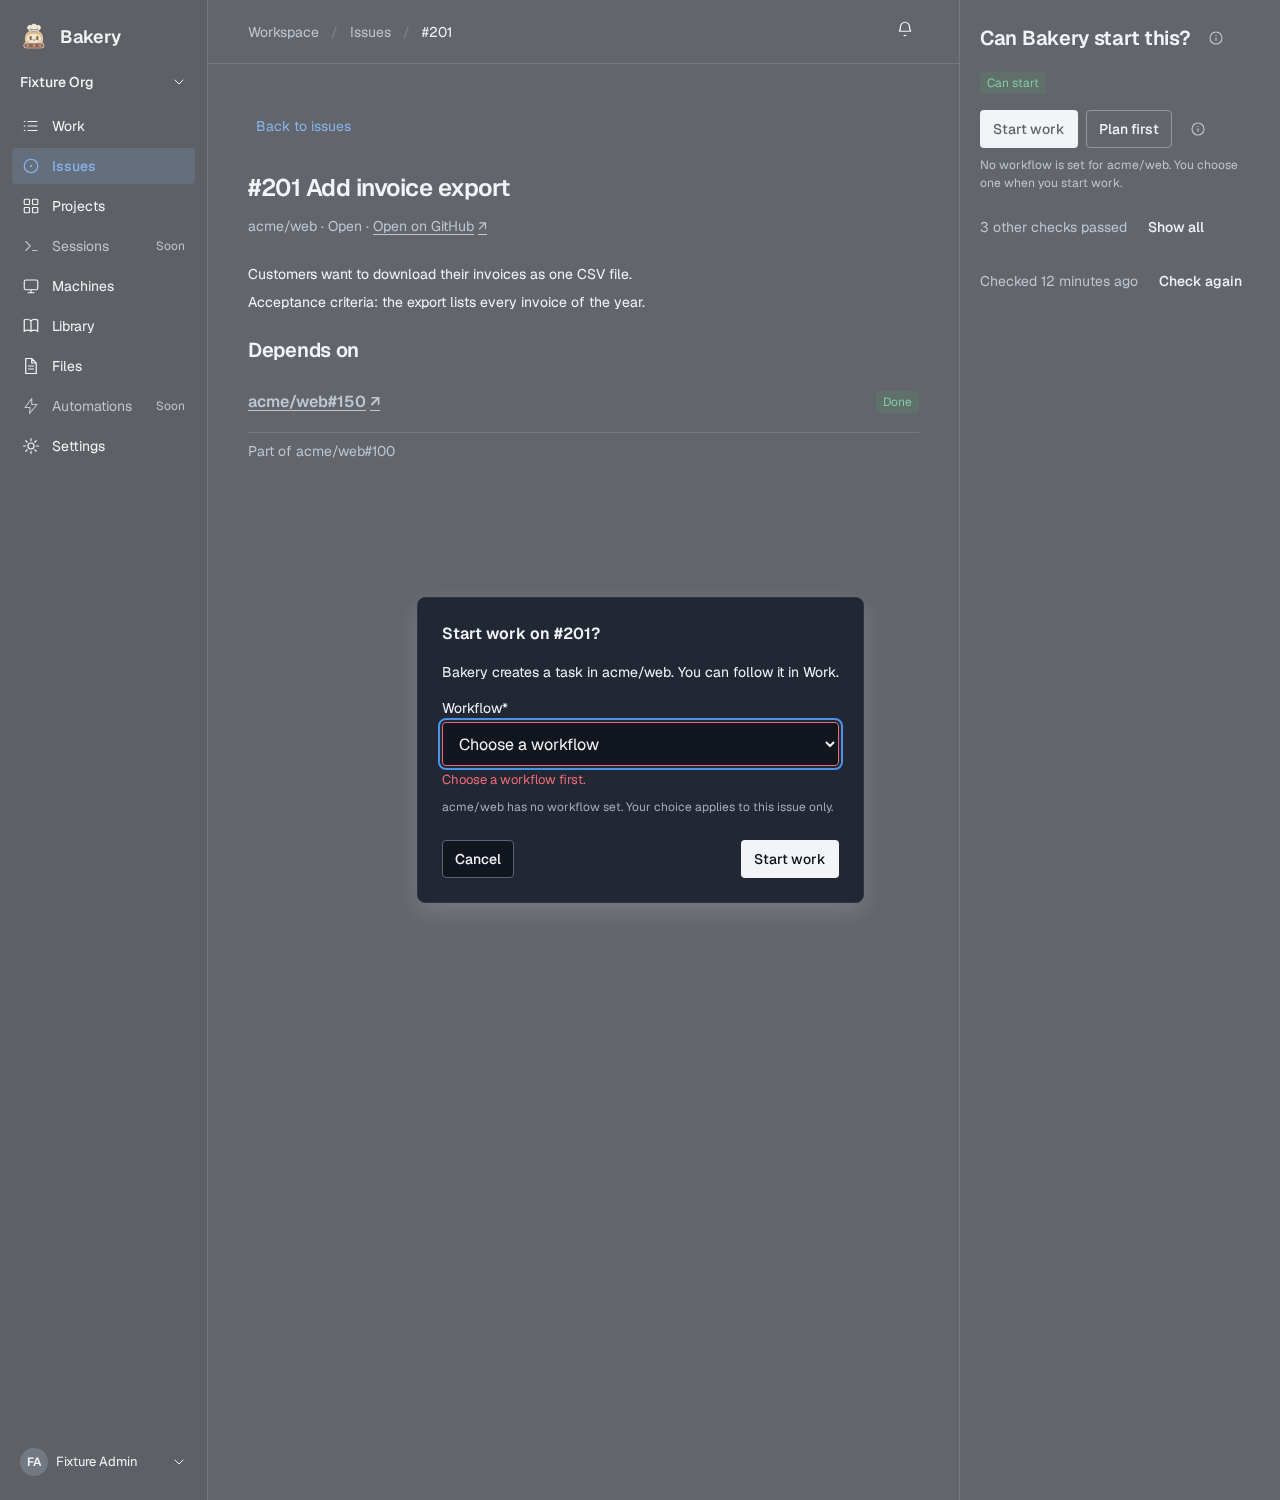 Bakery
Fixture Org
Work
Issues
Projects
Sessions Soon
Machines
Library
Files
Automations Soon
Settings
FA Fixture Admin
Workspace / Issues / #201
Back to issues
#201 Add invoice export
acme/web · Open · Open on GitHub ↗
Customers want to download their invoices as one CSV file.
Acceptance criteria: the export lists every invoice of the year.
Depends on
acme/web#150 ↗ Done
Part of acme/web#100
Start work on #201?
Bakery creates a task in acme/web. You can follow it in Work.
Workflow*
Choose a workflow
Choose a workflow first.
acme/web has no workflow set. Your choice applies to this issue only.
Cancel Start work
Can Bakery start this?
Can start
Start work Plan first
No workflow is set for acme/web. You choose
one when you start work.
3 other checks passed Show all
Checked 12 minutes ago Check again